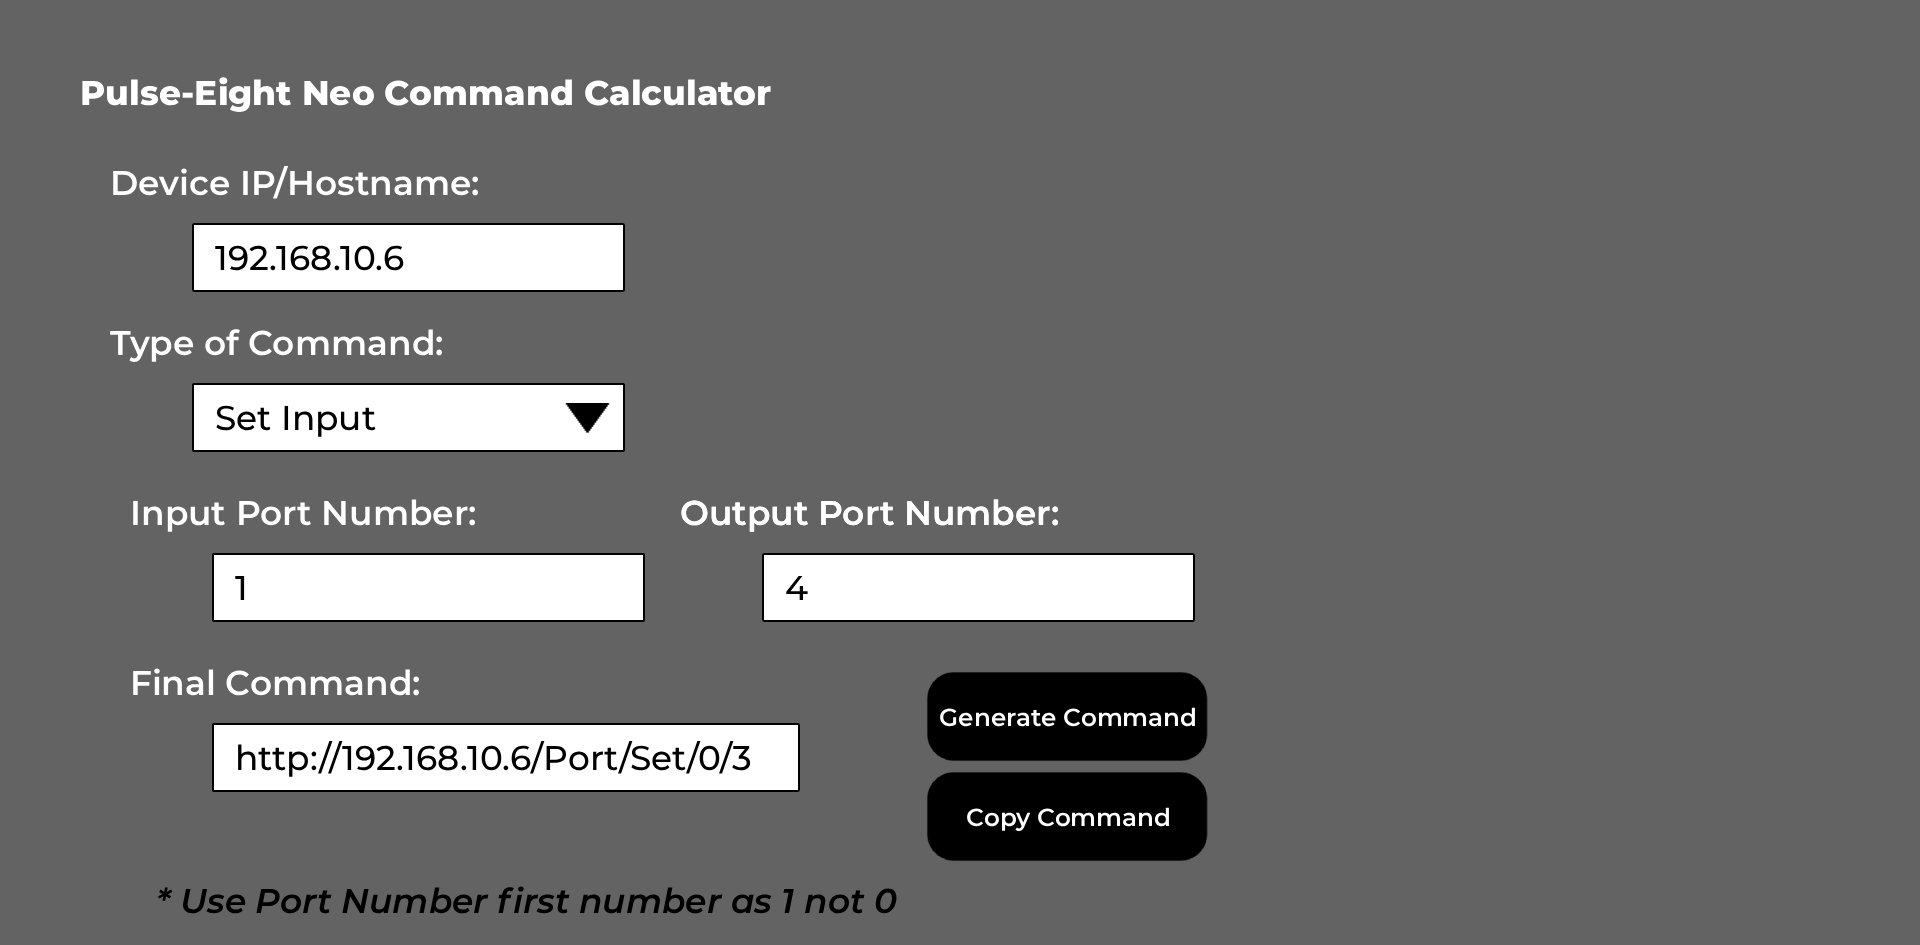 Pulse-Eight Neo Command Calculator
Device IP/Hostname:
192.168.10.6
Type of Command:
Set Input
Input Port Number:
Output Port Number:
1
4
Final Command:
http://192.168.10.6/Port/Set/0/3
Generate Command
Copy Command
* Use Port Number first number as 1 not 0